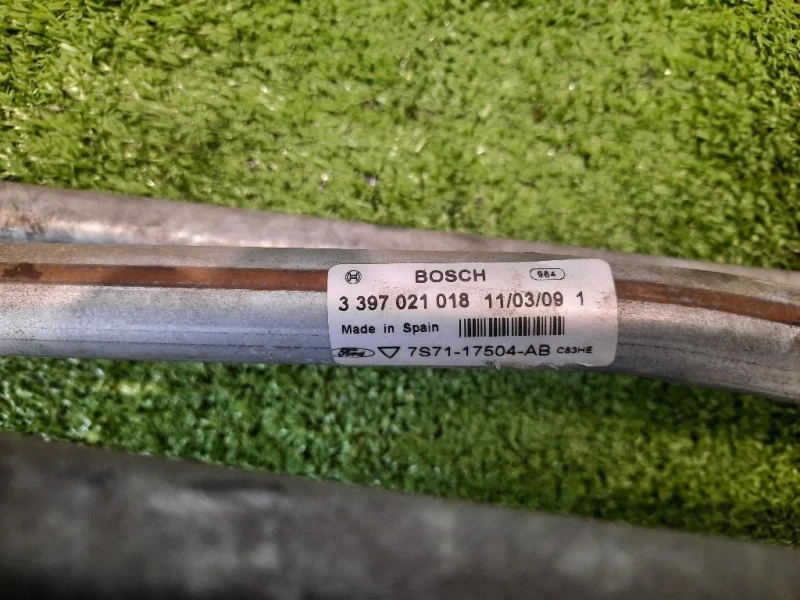 BOSCH 984
3 397 021 018 11/03/09 1
Made in Spain
Ford 7S71-17504-AB C83HE